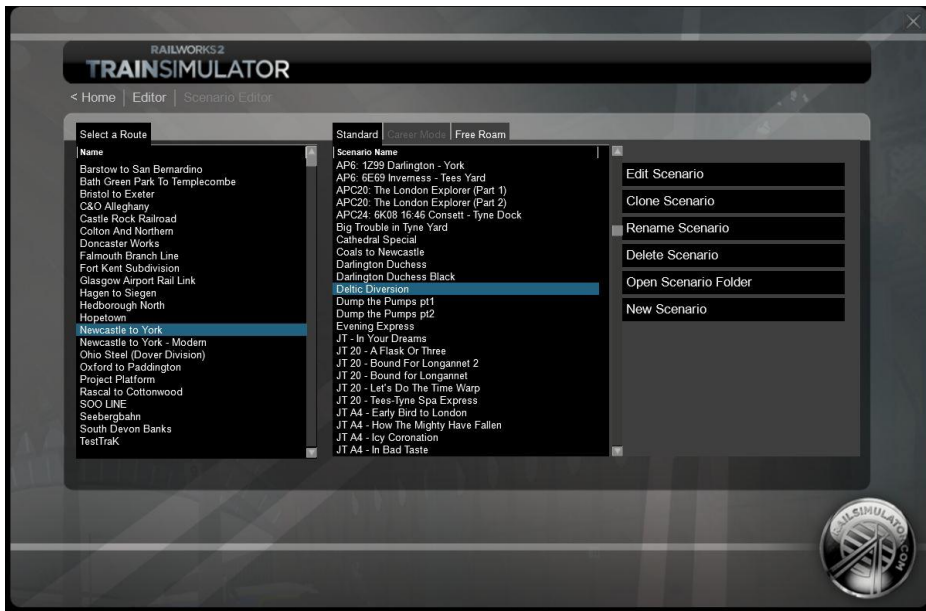 RAILWORKS2
TRAINSIMULATOR
< Home | Editor | Scenario Editor
Select a Route
Name
Barstow to San Bernardino
Bath Green Park To Templecombe
Bristol to Exeter
C&O Alleghany
Castle Rock Railroad
Colton And Northern
Doncaster Works
Falmouth Branch Line
Fort Kent Subdivision
Glasgow Airport Rail Link
Hagen to Siegen
Hedborough North
Hopetown
Newcastle to York
Newcastle to York - Modern
Ohio Steel (Dover Division)
Oxford to Paddington
Project Platform
Rascal to Cottonwood
SOO LINE
Seebergbahn
South Devon Banks
TestTraK
Standard Career Mode Free Roam
Scenario Name
AP6: 1Z99 Darlington - York
AP6: 6E69 Inverness - Tees Yard
APC20: The London Explorer (Part 1)
APC20: The London Explorer (Part 2)
APC24: 6K08 16:46 Consett - Tyne Dock
Big Trouble in Tyne Yard
Cathedral Special
Coals to Newcastle
Darlington Duchess
Darlington Duchess Black
Deltic Diversion
Dump the Pumps pt1
Dump the Pumps pt2
Evening Express
JT - In Your Dreams
JT 20 - A Flask Or Three
JT 20 - Bound For Longannet 2
JT 20 - Bound for Longannet
JT 20 - Let's Do The Time Warp
JT 20 - Tees-Tyne Spa Express
JT A4 - Early Bird to London
JT A4 - How The Mighty Have Fallen
JT A4 - Icy Coronation
JT A4 - In Bad Taste
Edit Scenario
Clone Scenario
Rename Scenario
Delete Scenario
Open Scenario Folder
New Scenario
RAILSIMULATOR.COM